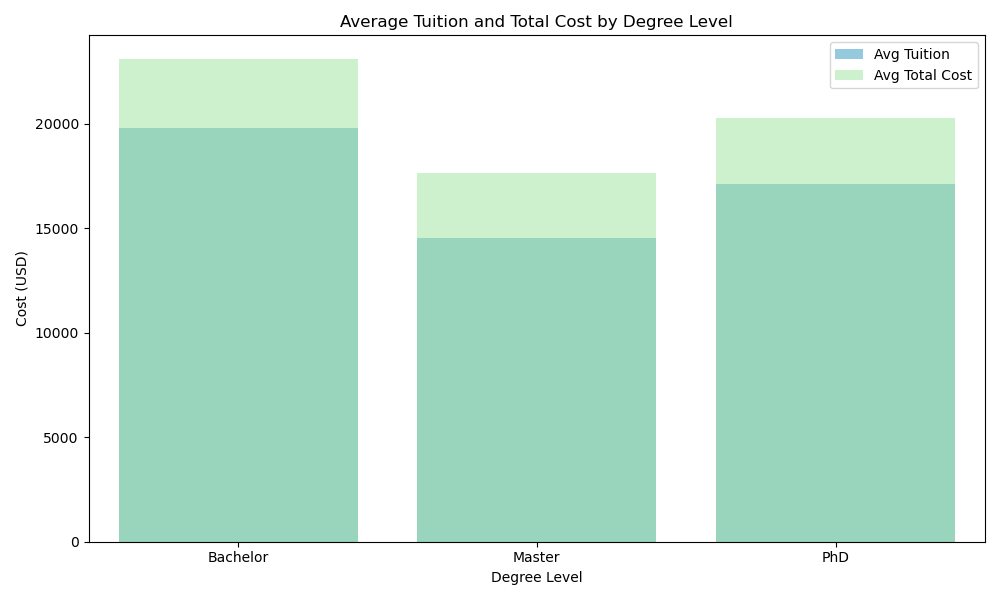 Average Tuition and Total Cost by Degree Level
Avg Tuition
Avg Total Cost
Cost (USD)
20000
15000
10000
5000
0
Bachelor
Master
PhD
Degree Level